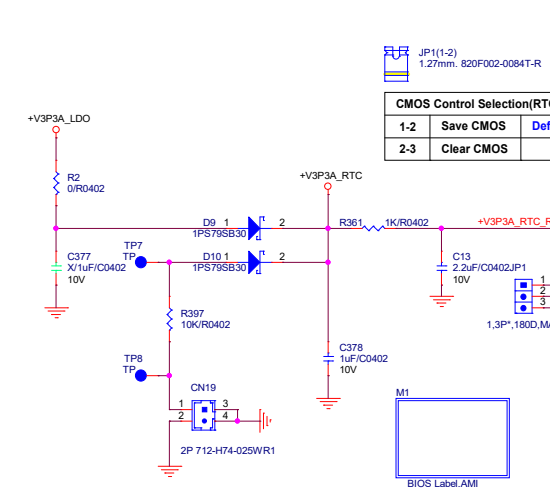 JP1(1-2)
1.27mm. 820F002-0084T-R
CMOS Control Selection(RT
1-2 Save CMOS Def
2-3 Clear CMOS
+V3P3A_LDO
+V3P3A_RTC
R2
0/R0402
D9 1 2
1PS79SB30
R361 1K/R0402
+V3P3A_RTC_R
TP7
TP
D10 1 2
1PS79SB30
C377
X/1uF/C0402
10V
C13
2.2uF/C0402
10V
JP1
1
2
3
1,3P*,180D,M
R397
10K/R0402
TP8
TP
C378
1uF/C0402
10V
CN19
1 3
2 4
2P 712-H74-025WR1
M1
BIOS Label.AMI